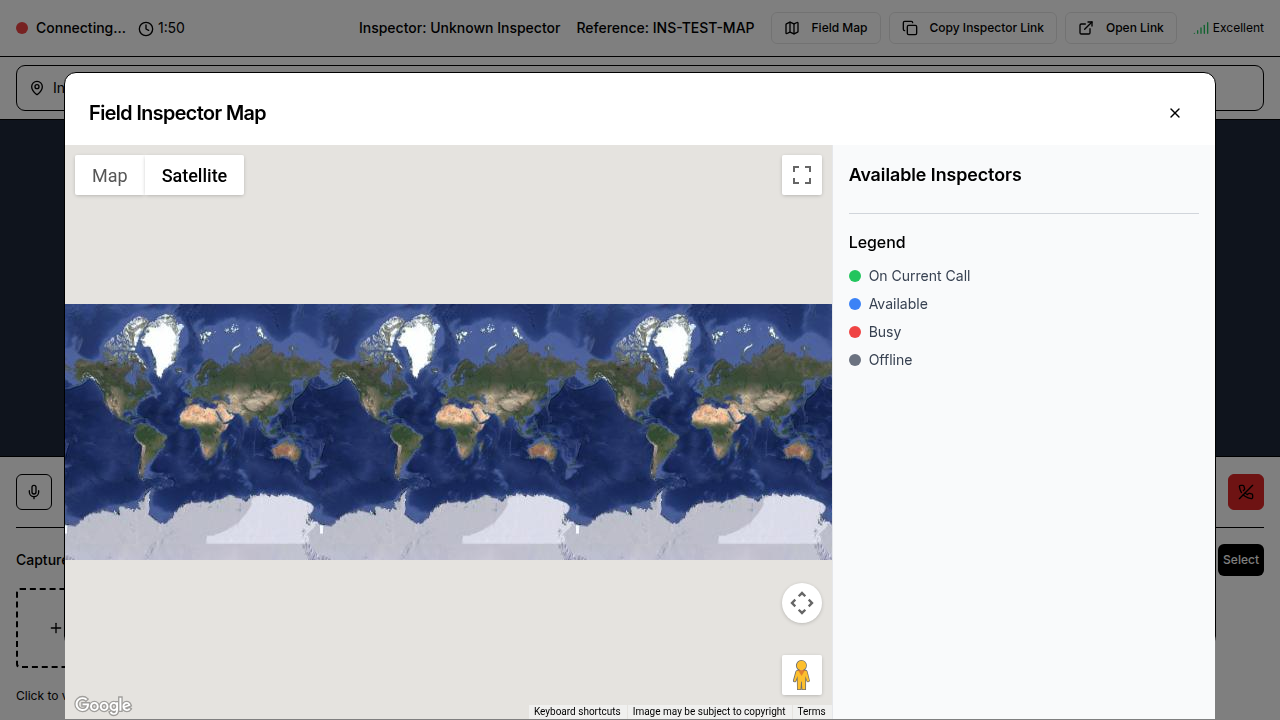 Connecting...
1:50
Inspector: Unknown Inspector
Reference: INS-TEST-MAP
Field Map
Copy Inspector Link
Open Link
Excellent
In
Field Inspector Map
Map
Satellite
Available Inspectors
Legend
On Current Call
Available
Busy
Offline
Capture
Select
+
Click to v
Google
Keyboard shortcuts
Image may be subject to copyright
Terms